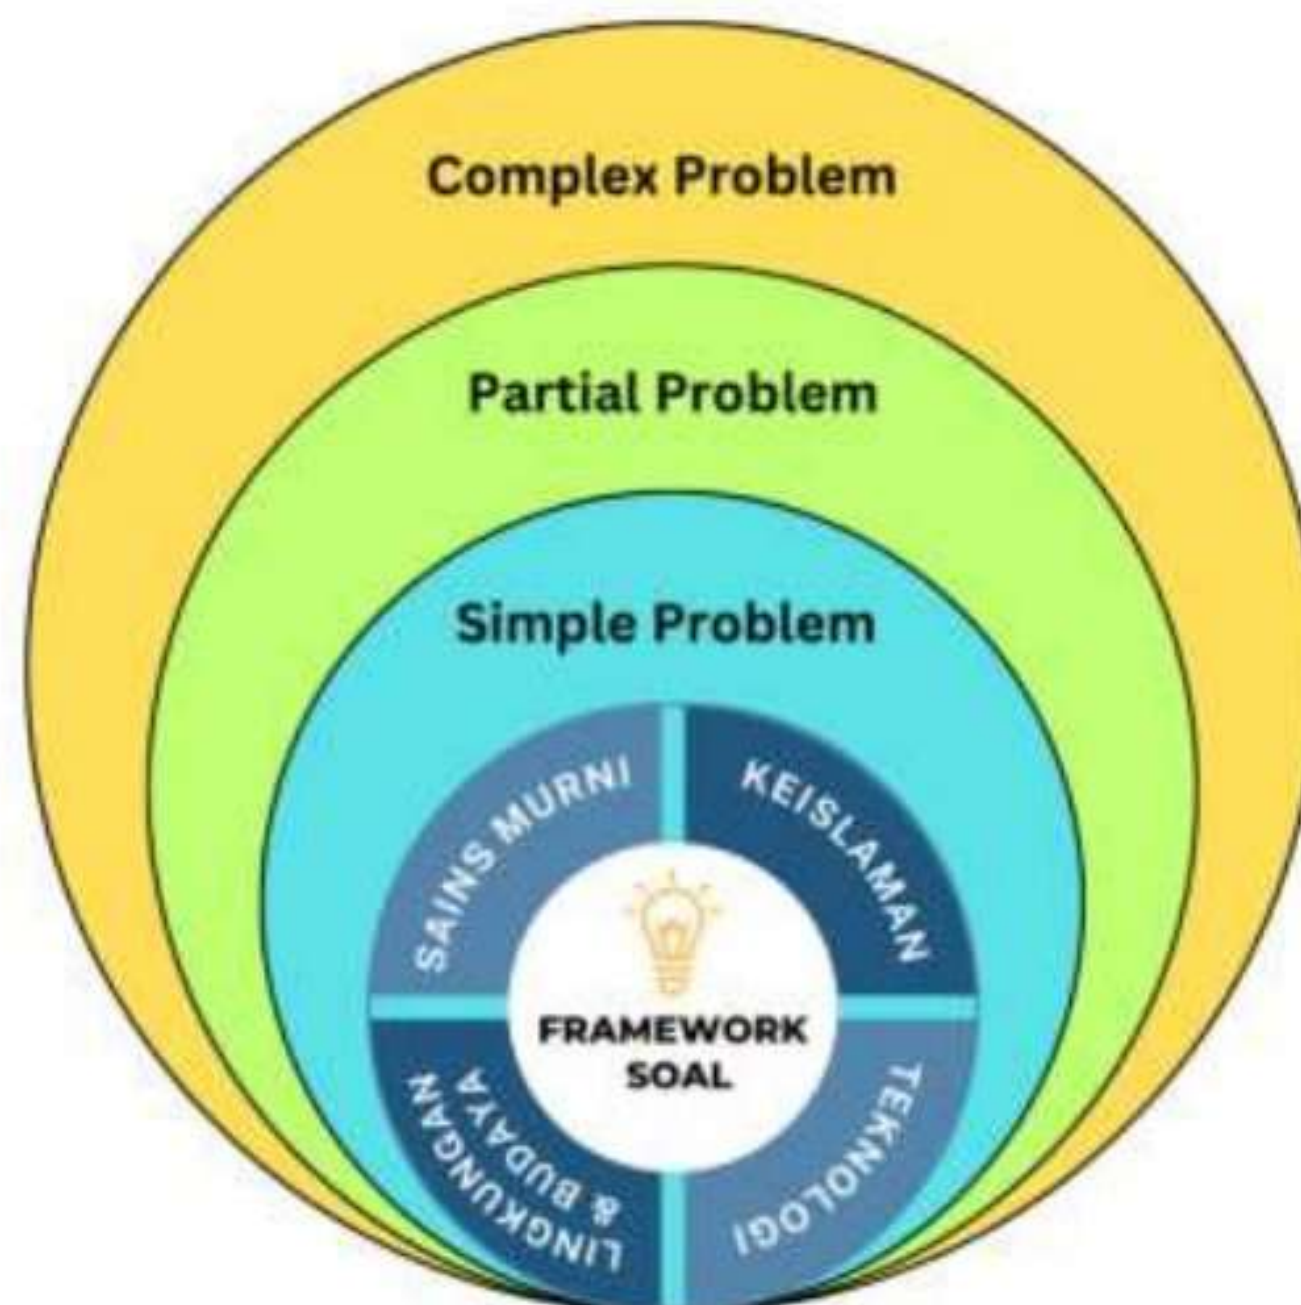 Complex Problem
Partial Problem
Simple Problem
SAINS MURNI
KEISLAMAN
FRAMEWORK
SOAL
LINGKUNGAN
& BUDAYA
TEKNOLOGI